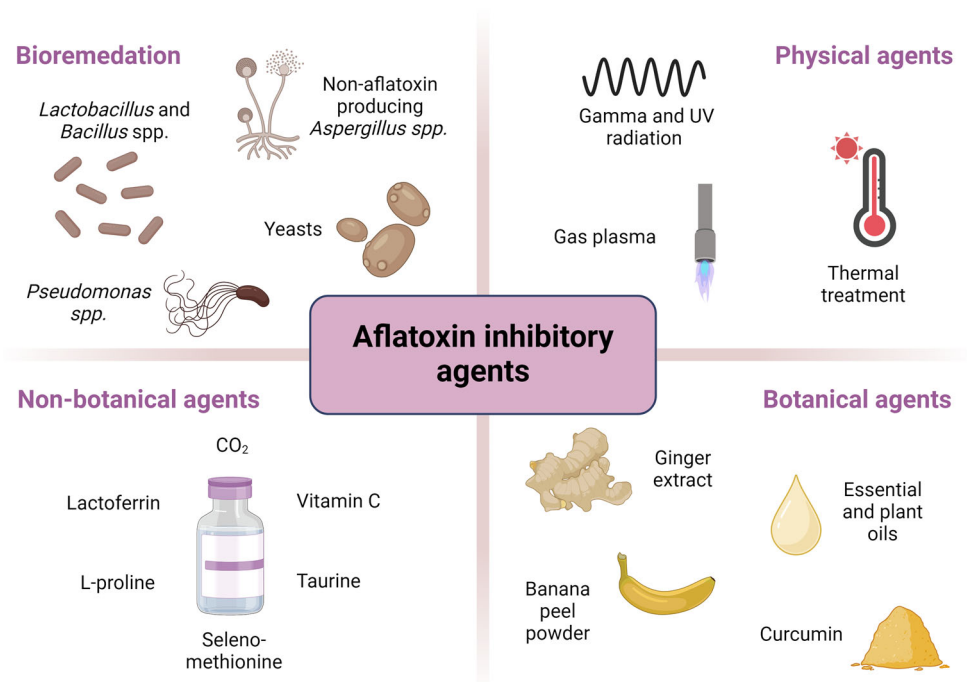 Bioremedation
Lactobacillus and
Bacillus spp.
Non-aflatoxin
producing
Aspergillus spp.
Yeasts
Pseudomonas
spp.
Physical agents
Gamma and UV
radiation
Gas plasma
Thermal
treatment
Aflatoxin inhibitory
agents
Non-botanical agents
CO₂
Lactoferrin
Vitamin C
L-proline
Taurine
Seleno-
methionine
Botanical agents
Ginger
extract
Essential
and plant
oils
Banana
peel
powder
Curcumin